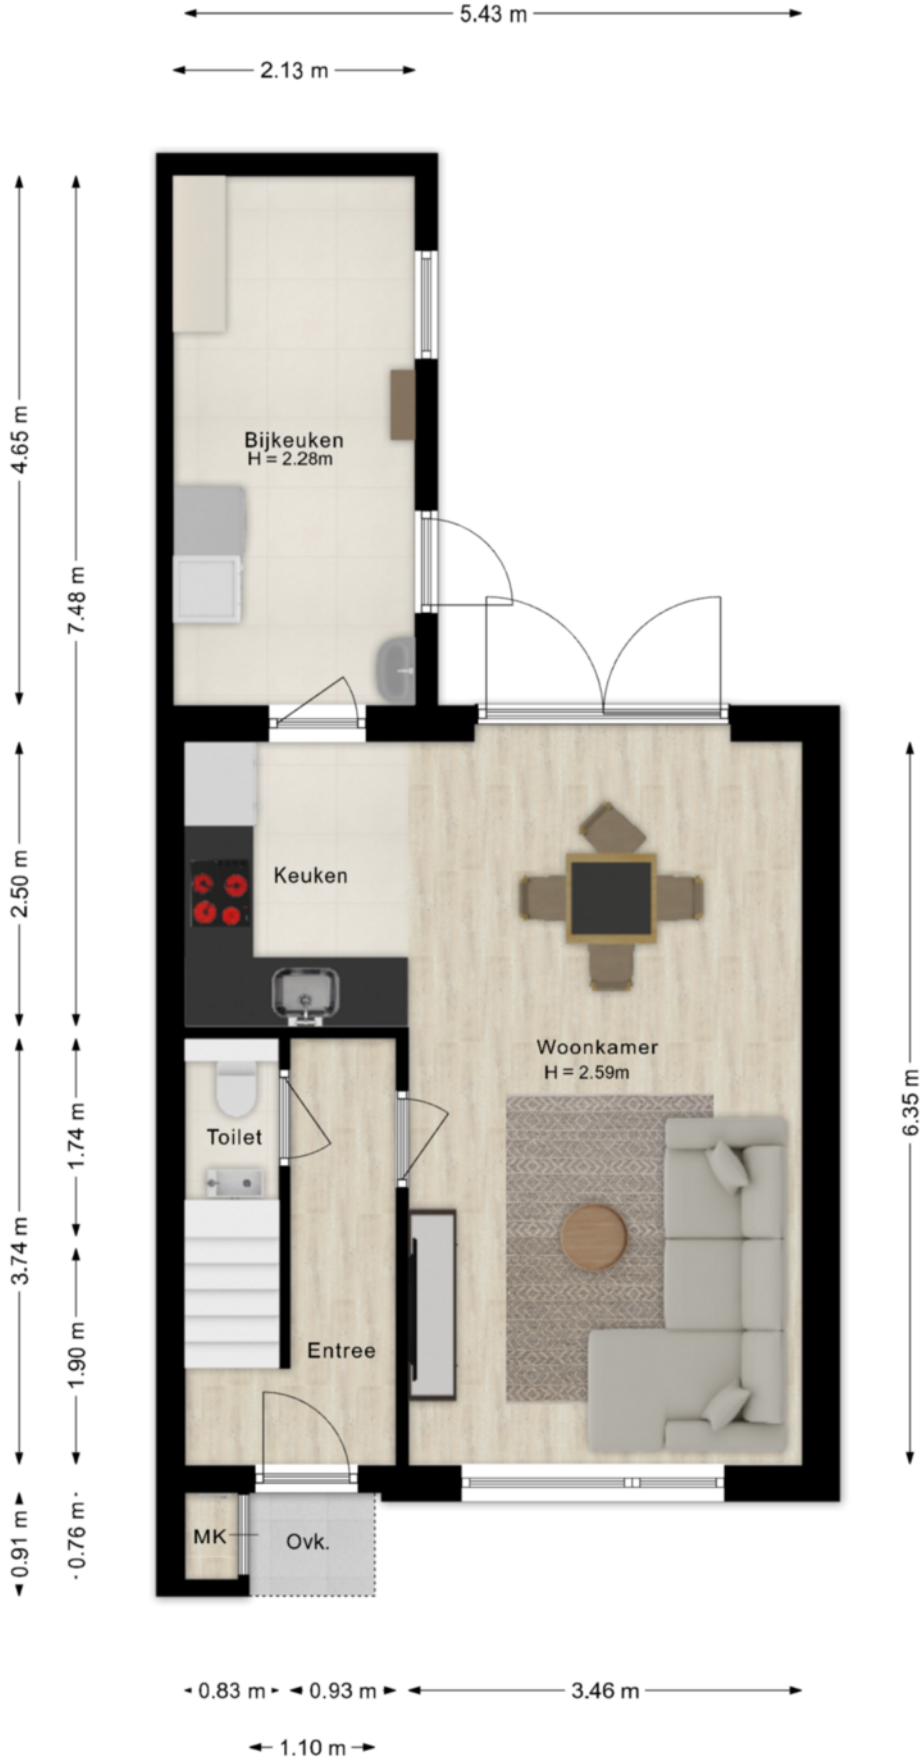 5.43 m
2.13 m
4.65 m
7.48 m
Bijkeuken
H = 2.28m
2.50 m
Keuken
Woonkamer
H = 2.59m
6.35 m
1.74 m
Toilet
3.74 m
1.90 m
Entree
0.91 m
0.76 m
MK
Ovk.
0.83 m
0.93 m
3.46 m
1.10 m